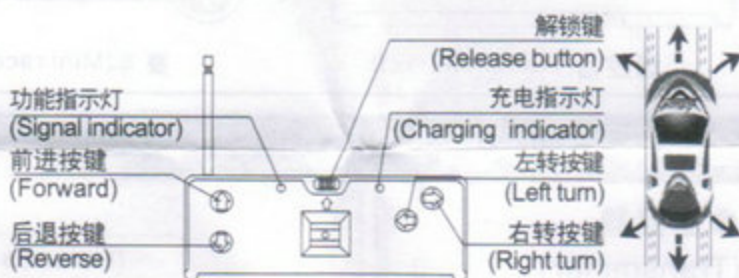 解锁键
(Release button)
功能指示灯
(Signal indicator)
充电指示灯
(Charging indicator)
前进按键
(Forward)
左转按键
(Left turn)
后退按键
(Reverse)
右转按键
(Right turn)